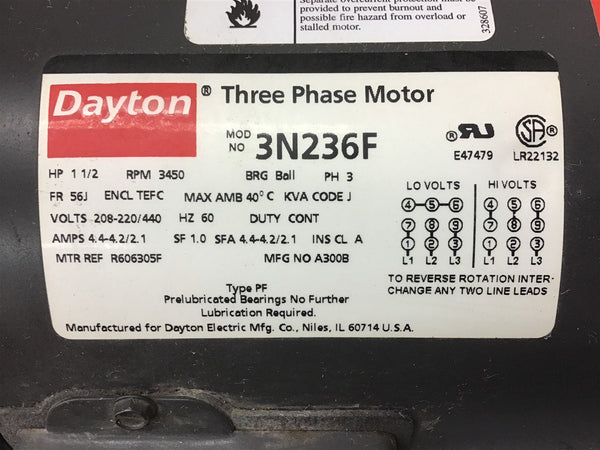 Separate overcurrent protection must be
provided to prevent burnout and
possible fire hazard from overload or
stalled motor.
328607
Dayton® Three Phase Motor
MOD NO 3N236F
E47479 LR22132
HP 1 1/2 RPM 3450 BRG Ball PH 3
FR 56J ENCL TEFC MAX AMB 40°C KVA CODE J
VOLTS 208-220/440 HZ 60 DUTY CONT
AMPS 4.4-4.2/2.1 SF 1.0 SFA 4.4-4.2/2.1 INS CL A
MTR REF R606305F MFG NO A300B
LO VOLTS HI VOLTS
4 5 6 4 5 6
7 8 9 7 8 9
1 2 3 1 2 3
L1 L2 L3 L1 L2 L3
TO REVERSE ROTATION INTER-
CHANGE ANY TWO LINE LEADS
Type PF
Prelubricated Bearings No Further
Lubrication Required.
Manufactured for Dayton Electric Mfg. Co., Niles, IL 60714 U.S.A.